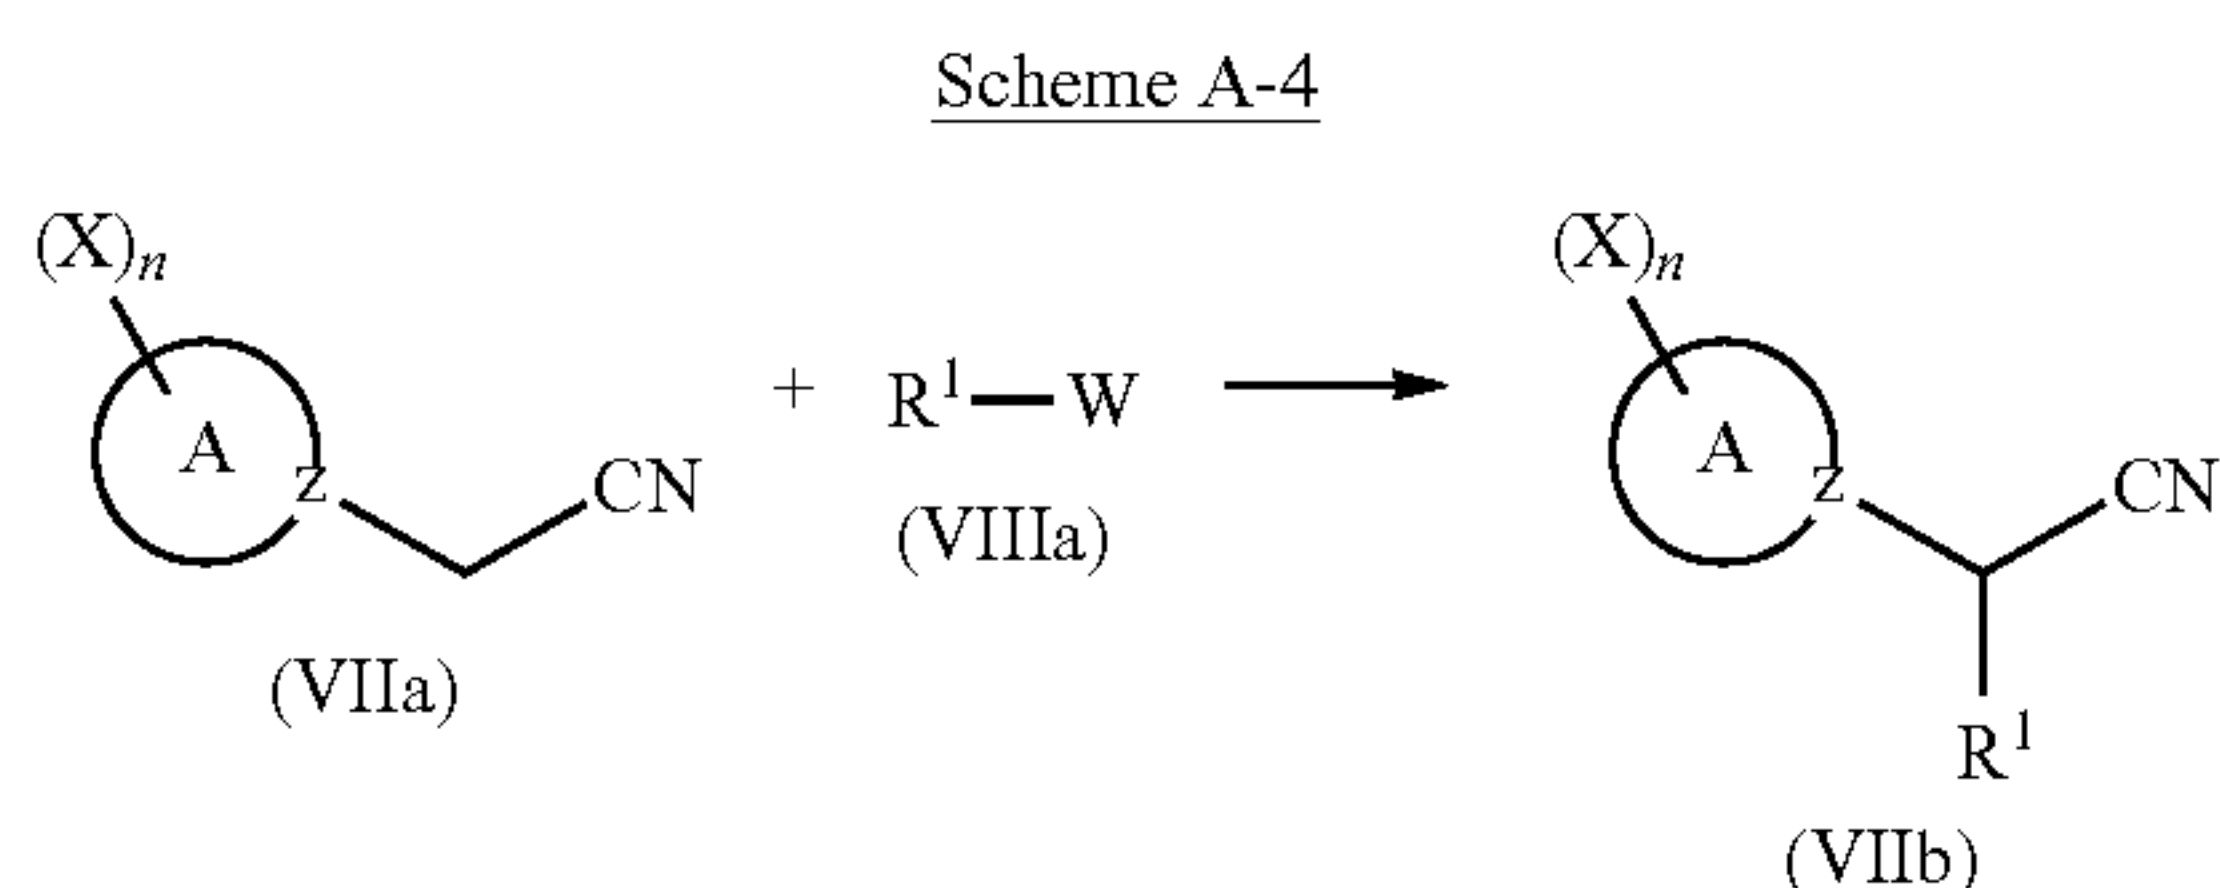 Scheme A-4
(X)n
(X)n
A
z
CN
+
R¹—W
A
z
CN
(VIIIa)
(VIIa)
R¹
(VIIb)